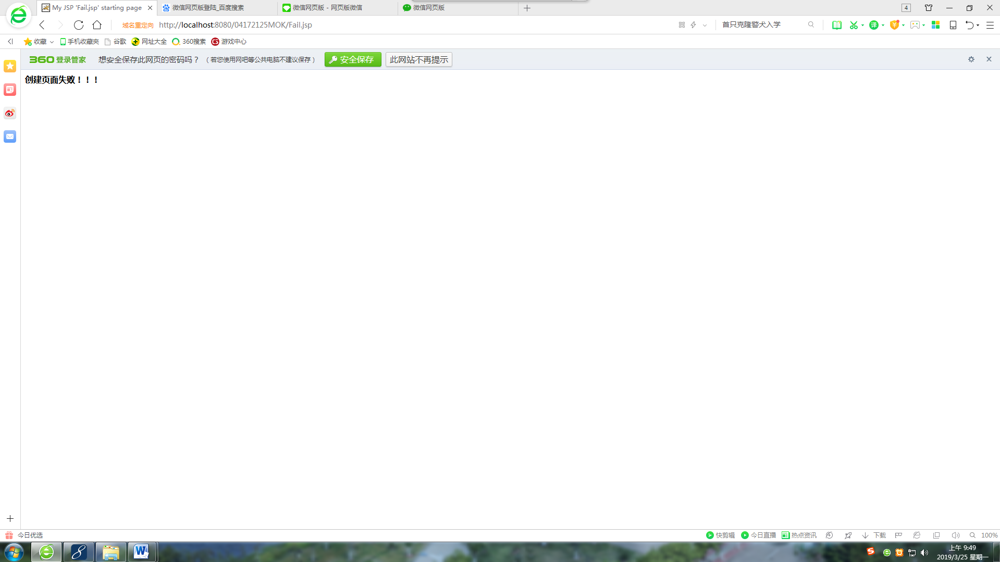 My JSP 'Fail.jsp' starting page
微信网页版登陆_百度搜索
微信网页版 - 网页版微信
微信网页版
4
域名重定向 http://localhost:8080/04172125MOK/Fail.jsp
首只克隆警犬入学
译
收藏 手机收藏夹 谷歌 网址大全 360搜索 游戏中心
360登录管家 想安全保存此网页的密码吗？（若您使用网吧等公共电脑不建议保存） 安全保存 此网站不再提示
创建页面失败！！！
今日优选 快剪辑 今日直播 热点资讯 下载 100%
上午 9:49
2019/3/25 星期一